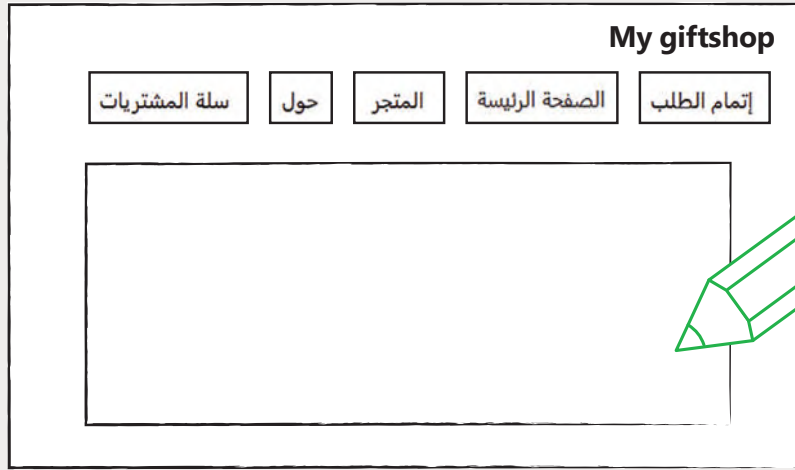 My giftshop
إتمام الطلب
الصفحة الرئيسة
المتجر
حول
سلة المشتريات